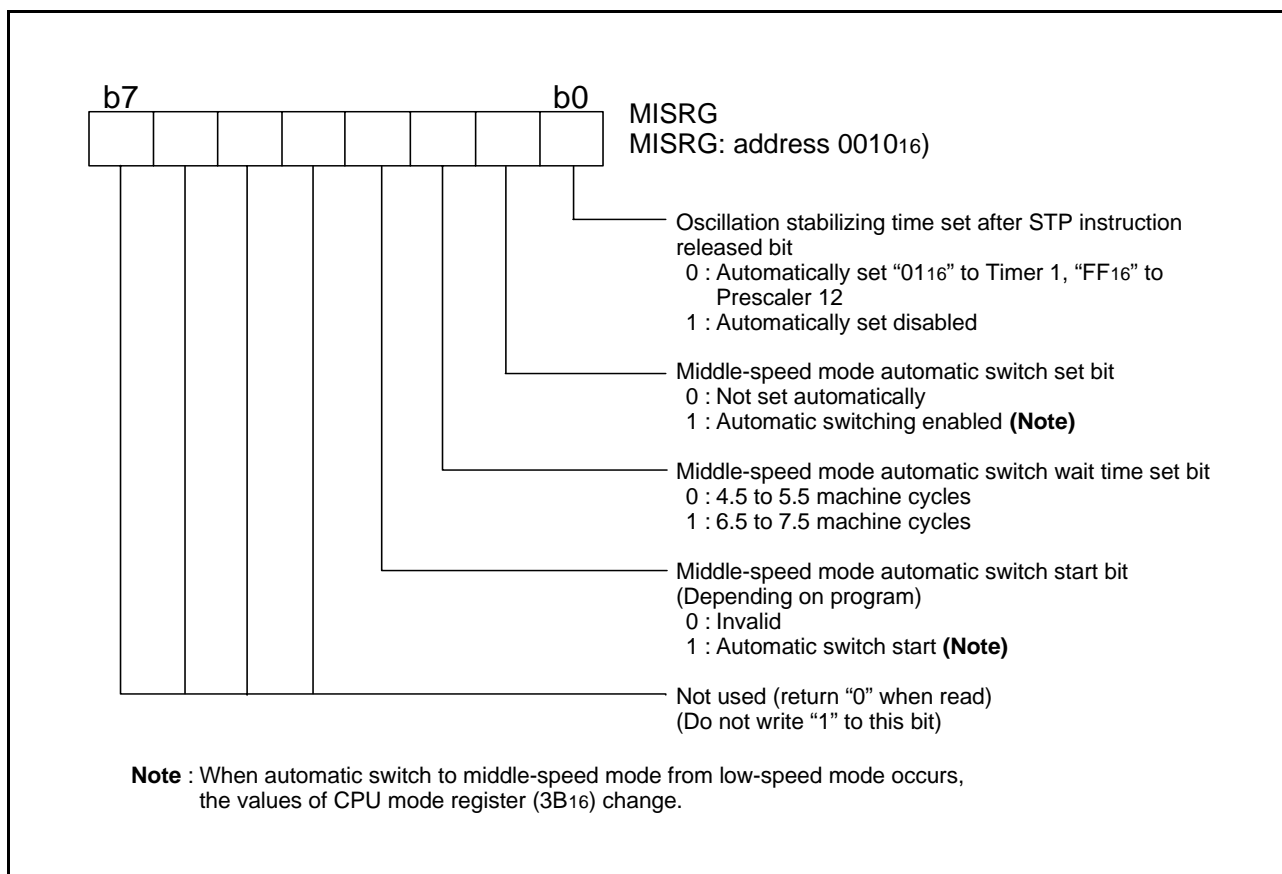 b7 b0
MISRG
MISRG: address 001016)
Oscillation stabilizing time set after STP instruction
released bit
0 : Automatically set “0116” to Timer 1, “FF16” to
Prescaler 12
1 : Automatically set disabled
Middle-speed mode automatic switch set bit
0 : Not set automatically
1 : Automatic switching enabled (Note)
Middle-speed mode automatic switch wait time set bit
0 : 4.5 to 5.5 machine cycles
1 : 6.5 to 7.5 machine cycles
Middle-speed mode automatic switch start bit
(Depending on program)
0 : Invalid
1 : Automatic switch start (Note)
Not used (return “0” when read)
(Do not write “1” to this bit)
Note : When automatic switch to middle-speed mode from low-speed mode occurs,
the values of CPU mode register (3B16) change.